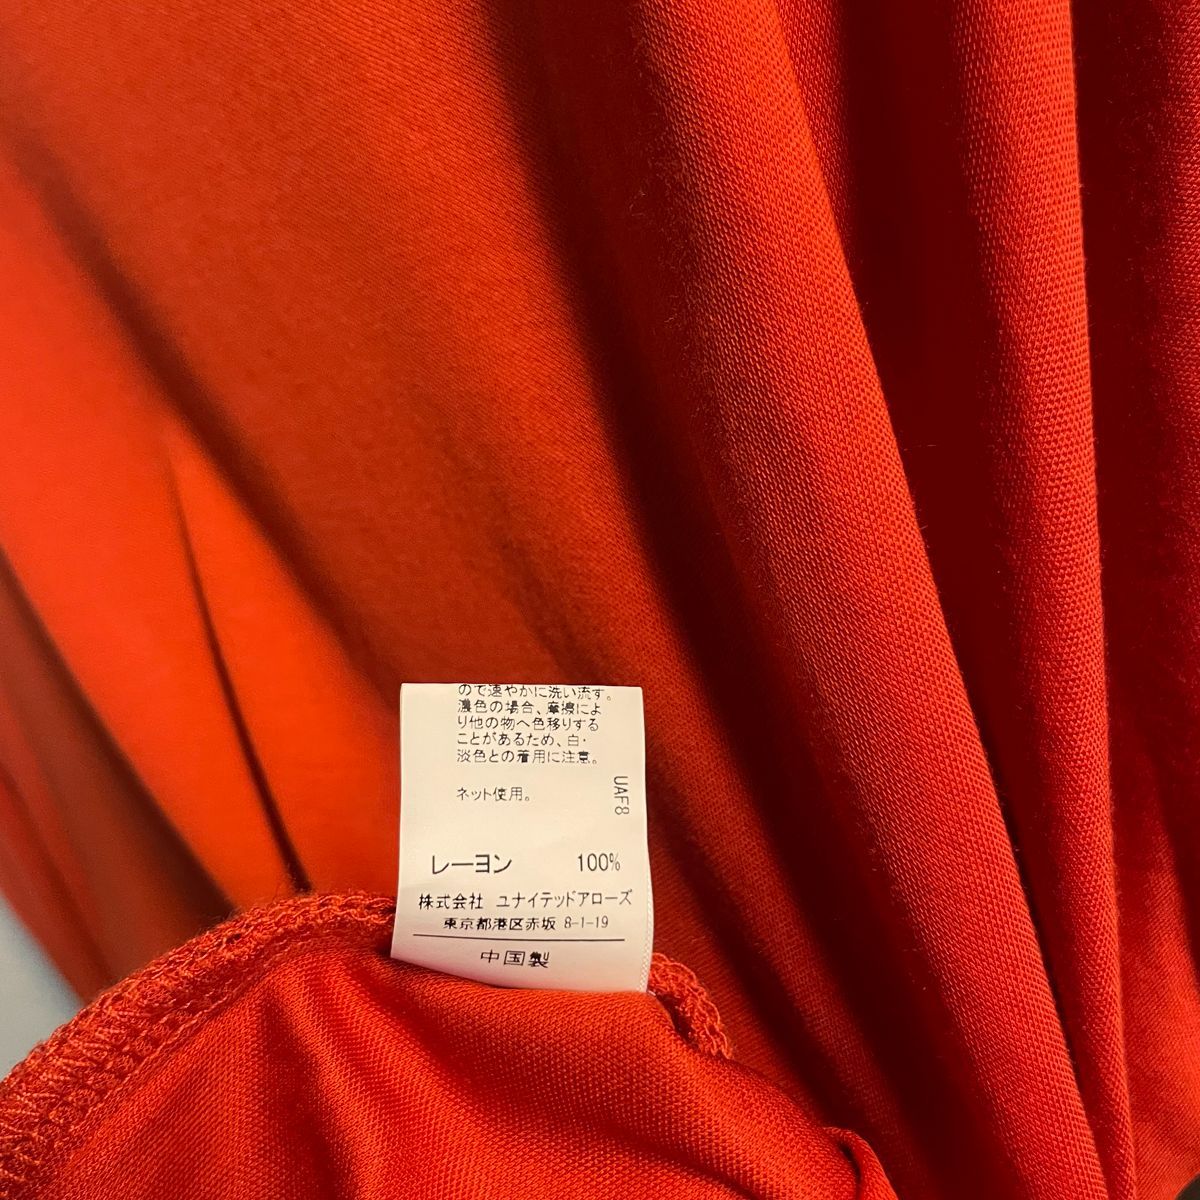 ので速やかに洗い流す。
濃色の場合、摩擦によ
り他の物へ色移りする
ことがあるため、白・
淡色との着用に注意。
ネット使用。
UAF8
レーヨン 100%
株式会社 ユナイテッドアローズ
東京都港区赤坂 8-1-19
中国製